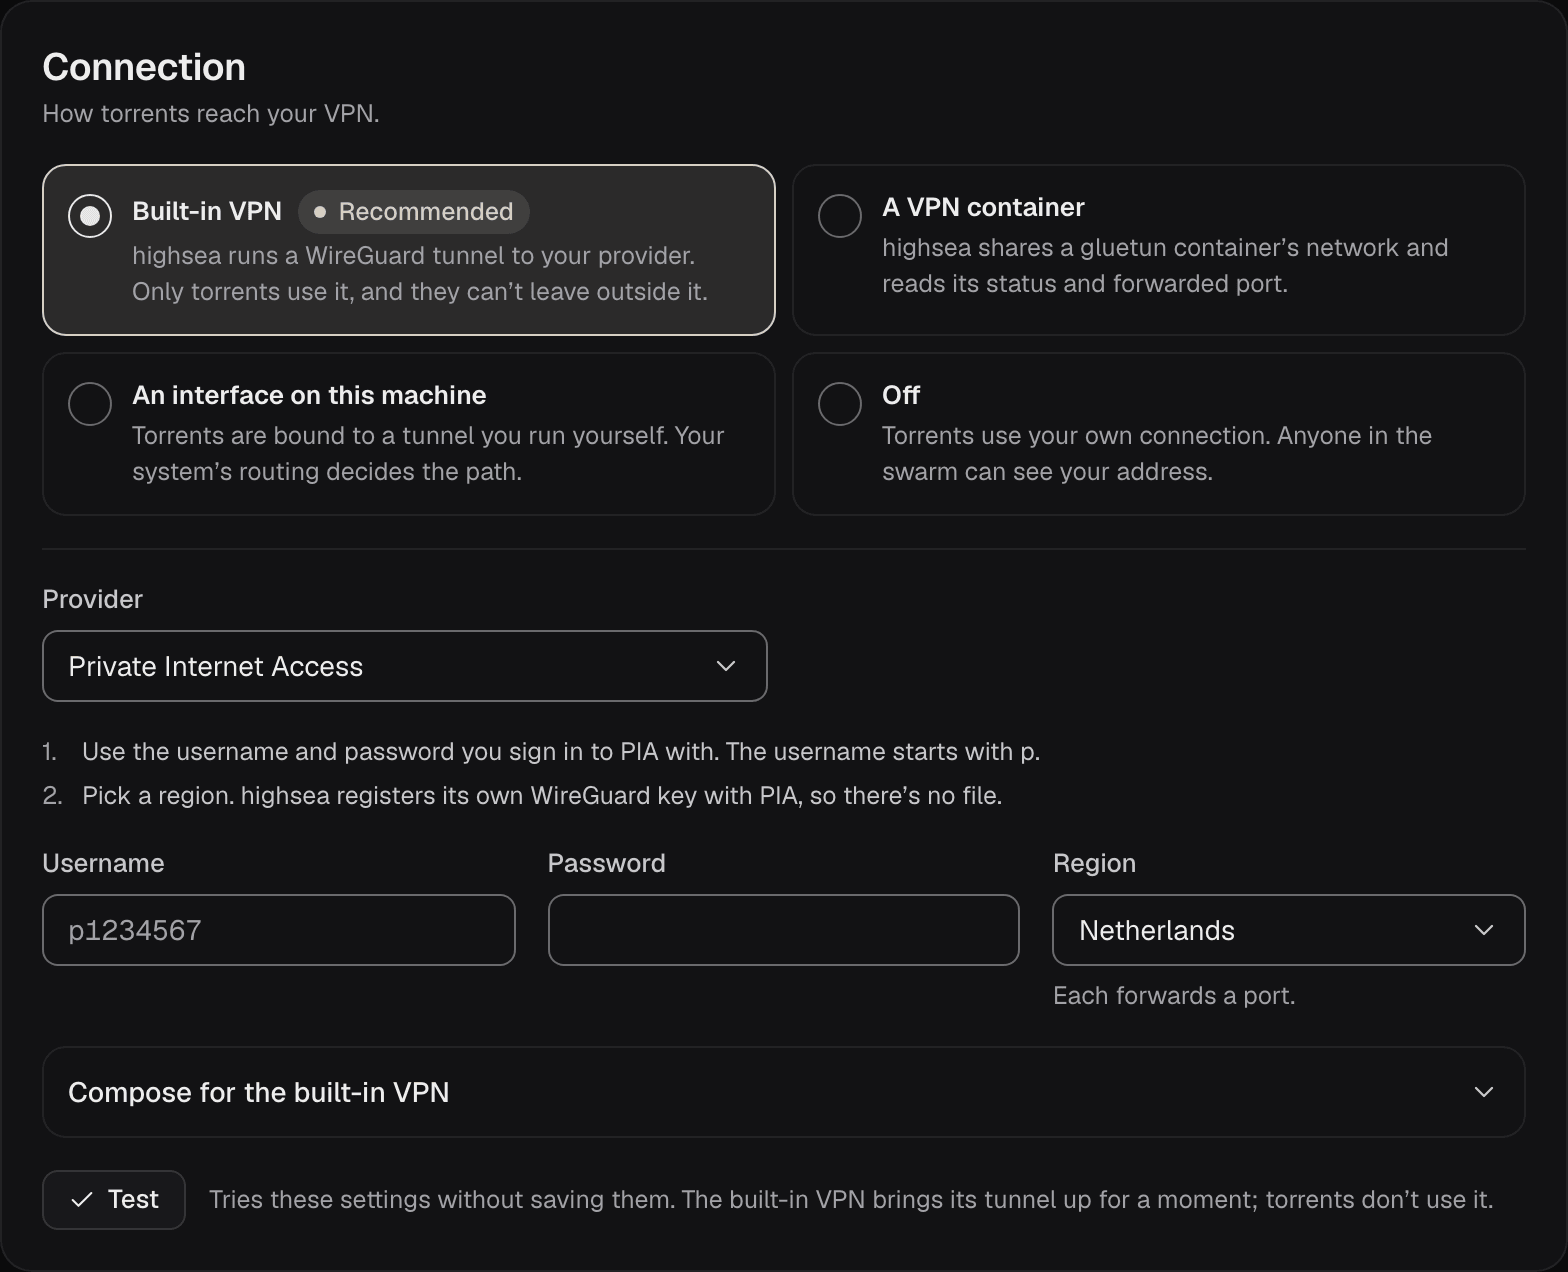 Connection
How torrents reach your VPN.
Built-in VPN
Recommended
highsea runs a WireGuard tunnel to your provider.
Only torrents use it, and they can’t leave outside it.
A VPN container
highsea shares a gluetun container’s network and
reads its status and forwarded port.
An interface on this machine
Torrents are bound to a tunnel you run yourself. Your
system’s routing decides the path.
Off
Torrents use your own connection. Anyone in the
swarm can see your address.
Provider
Private Internet Access
1. Use the username and password you sign in to PIA with. The username starts with p.
2. Pick a region. highsea registers its own WireGuard key with PIA, so there’s no file.
Username
p1234567
Password
Region
Netherlands
Each forwards a port.
Compose for the built-in VPN
Test
Tries these settings without saving them. The built-in VPN brings its tunnel up for a moment; torrents don’t use it.